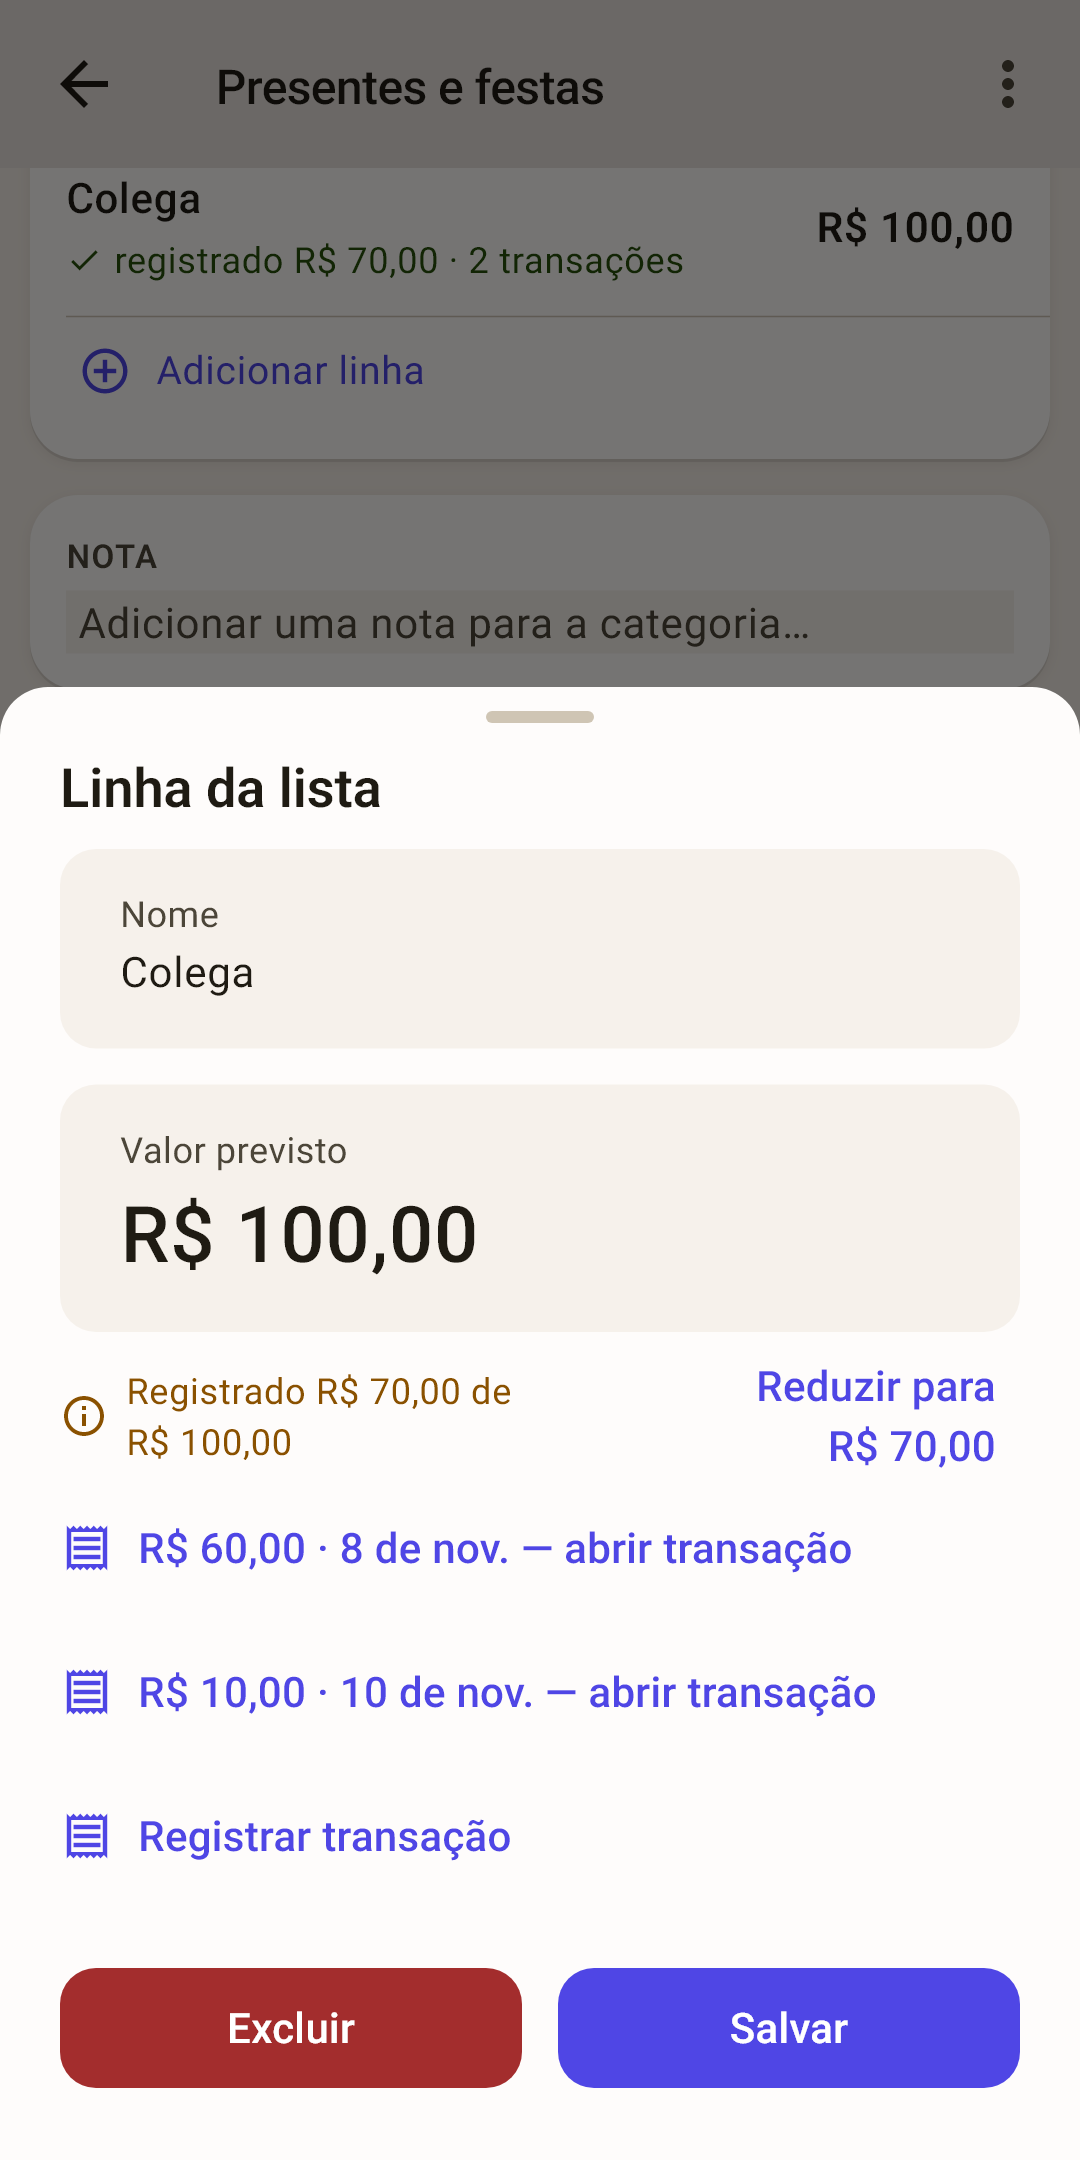 Presentes e festas
Colega
R$ 100,00
registrado R$ 70,00 · 2 transações
Adicionar linha
NOTA
Adicionar uma nota para a categoria…
Linha da lista
Nome
Colega
Valor previsto
R$ 100,00
Registrado R$ 70,00 de
R$ 100,00
Reduzir para
R$ 70,00
R$ 60,00 · 8 de nov. — abrir transação
R$ 10,00 · 10 de nov. — abrir transação
Registrar transação
Excluir
Salvar